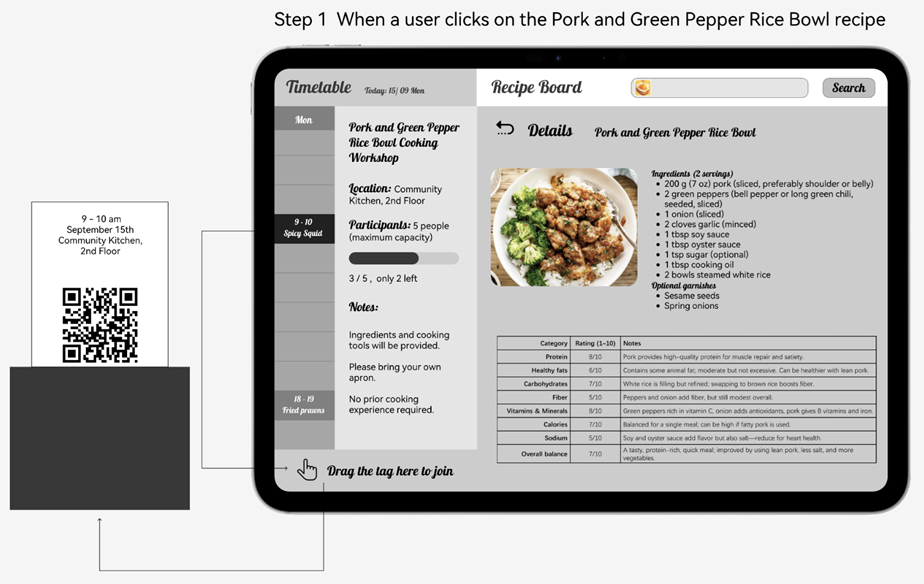 Step 1 When a user clicks on the Pork and Green Pepper Rice Bowl recipe
Timetable Today: 15/ 09 Mon
Recipe Board
Search
Mon
9 - 10
Spicy Squid
18 - 19
Fried prawns
Pork and Green Pepper
Rice Bowl Cooking
Workshop
Location: Community
Kitchen, 2nd Floor
Participants: 5 people
(maximum capacity)
3 / 5 , only 2 left
Notes:
Ingredients and cooking
tools will be provided.
Please bring your own
apron.
No prior cooking
experience required.
Drag the tag here to join
Details Pork and Green Pepper Rice Bowl
Ingredients (2 servings)
• 200 g (7 oz) pork (sliced, preferably shoulder or belly)
• 2 green peppers (bell pepper or long green chili,
seeded, sliced)
• 1 onion (sliced)
• 2 cloves garlic (minced)
• 1 tbsp soy sauce
• 1 tbsp oyster sauce
• 1 tsp sugar (optional)
• 1 tbsp cooking oil
• 2 bowls steamed white rice
Optional garnishes
• Sesame seeds
• Spring onions
Category Rating (1–10) Notes
Protein 8/10 Pork provides high-quality protein for muscle repair and satiety.
Healthy fats 6/10 Contains some animal fat; moderate but not excessive. Can be healthier with lean pork.
Carbohydrates 7/10 White rice is filling but refined; swapping to brown rice boosts fiber.
Fiber 5/10 Peppers and onion add fiber, but still modest overall.
Vitamins & Minerals 8/10 Green peppers rich in vitamin C, onion adds antioxidants, pork gives B vitamins and iron.
Calories 7/10 Balanced for a single meal, can be high if fatty pork is used.
Sodium 5/10 Soy and oyster sauce add flavor but also salt—reduce for heart health.
Overall balance 7/10 A tasty, protein-rich, quick meal; improved by using lean pork, less salt, and more
vegetables.
9 - 10 am
September 15th
Community Kitchen,
2nd Floor